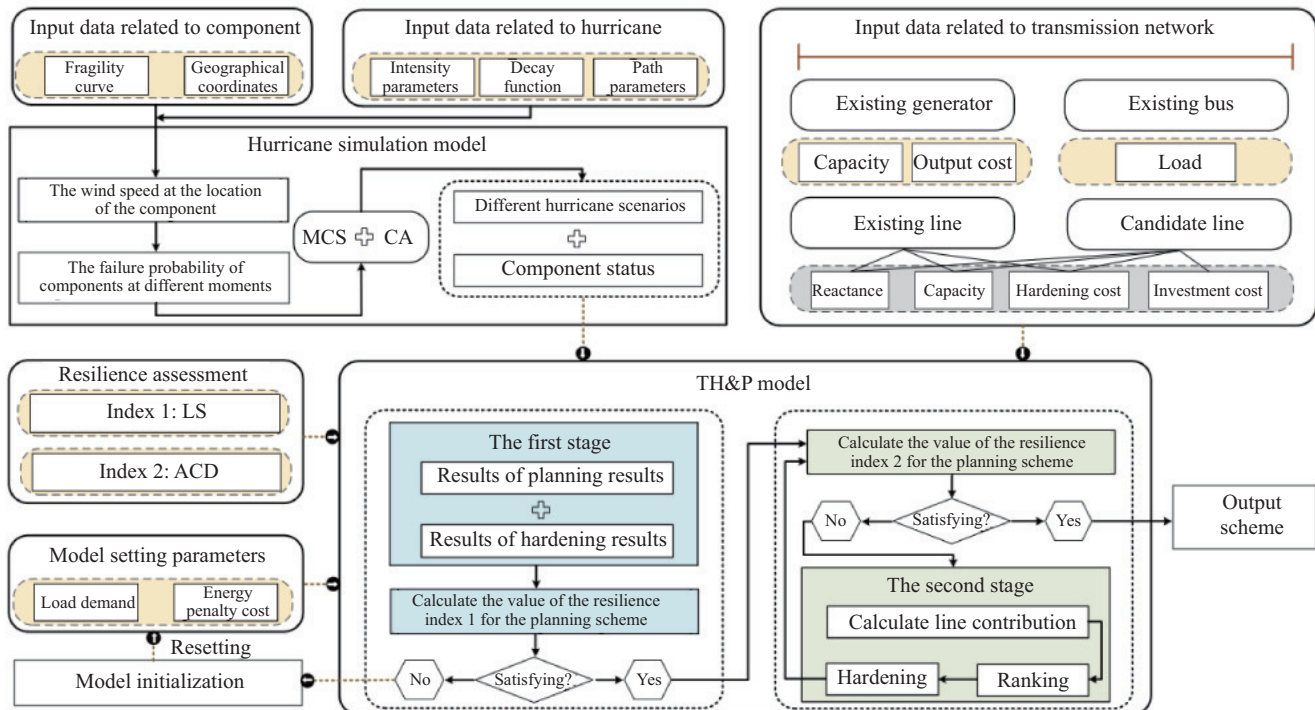 Input data related to component
Fragility
curve
Geographical
coordinates
Input data related to hurricane
Intensity
parameters
Decay
function
Path
parameters
Input data related to transmission network
Existing generator
Existing bus
Capacity
Output cost
Load
Existing line
Candidate line
Reactance
Capacity
Hardening cost
Investment cost
Hurricane simulation model
The wind speed at the location
of the component
The failure probability of
components at different moments
MCS
CA
Different hurricane scenarios
Component status
Resilience assessment
Index 1: LS
Index 2: ACD
Model setting parameters
Load demand
Energy
penalty cost
Resetting
Model initialization
TH&P model
The first stage
Results of planning results
Results of hardening results
Calculate the value of the resilience
index 1 for the planning scheme
No
Satisfying?
Yes
Calculate the value of the resilience
index 2 for the planning scheme
No
Satisfying?
Yes
The second stage
Calculate line contribution
Hardening
Ranking
Output
scheme